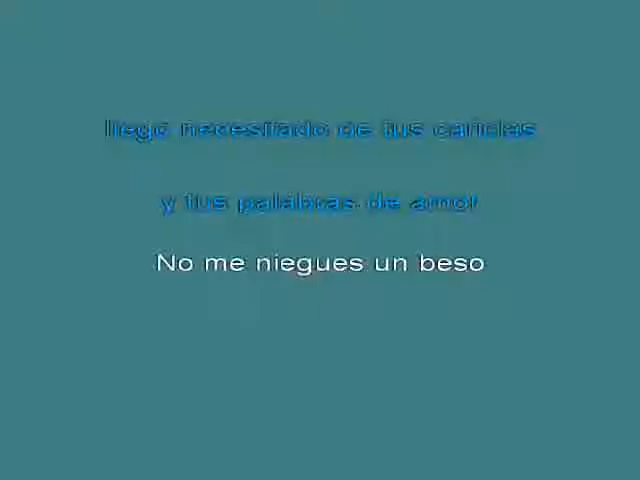 llego necesitado de tus caricias
y tus palabras de amor
No me niegues un beso